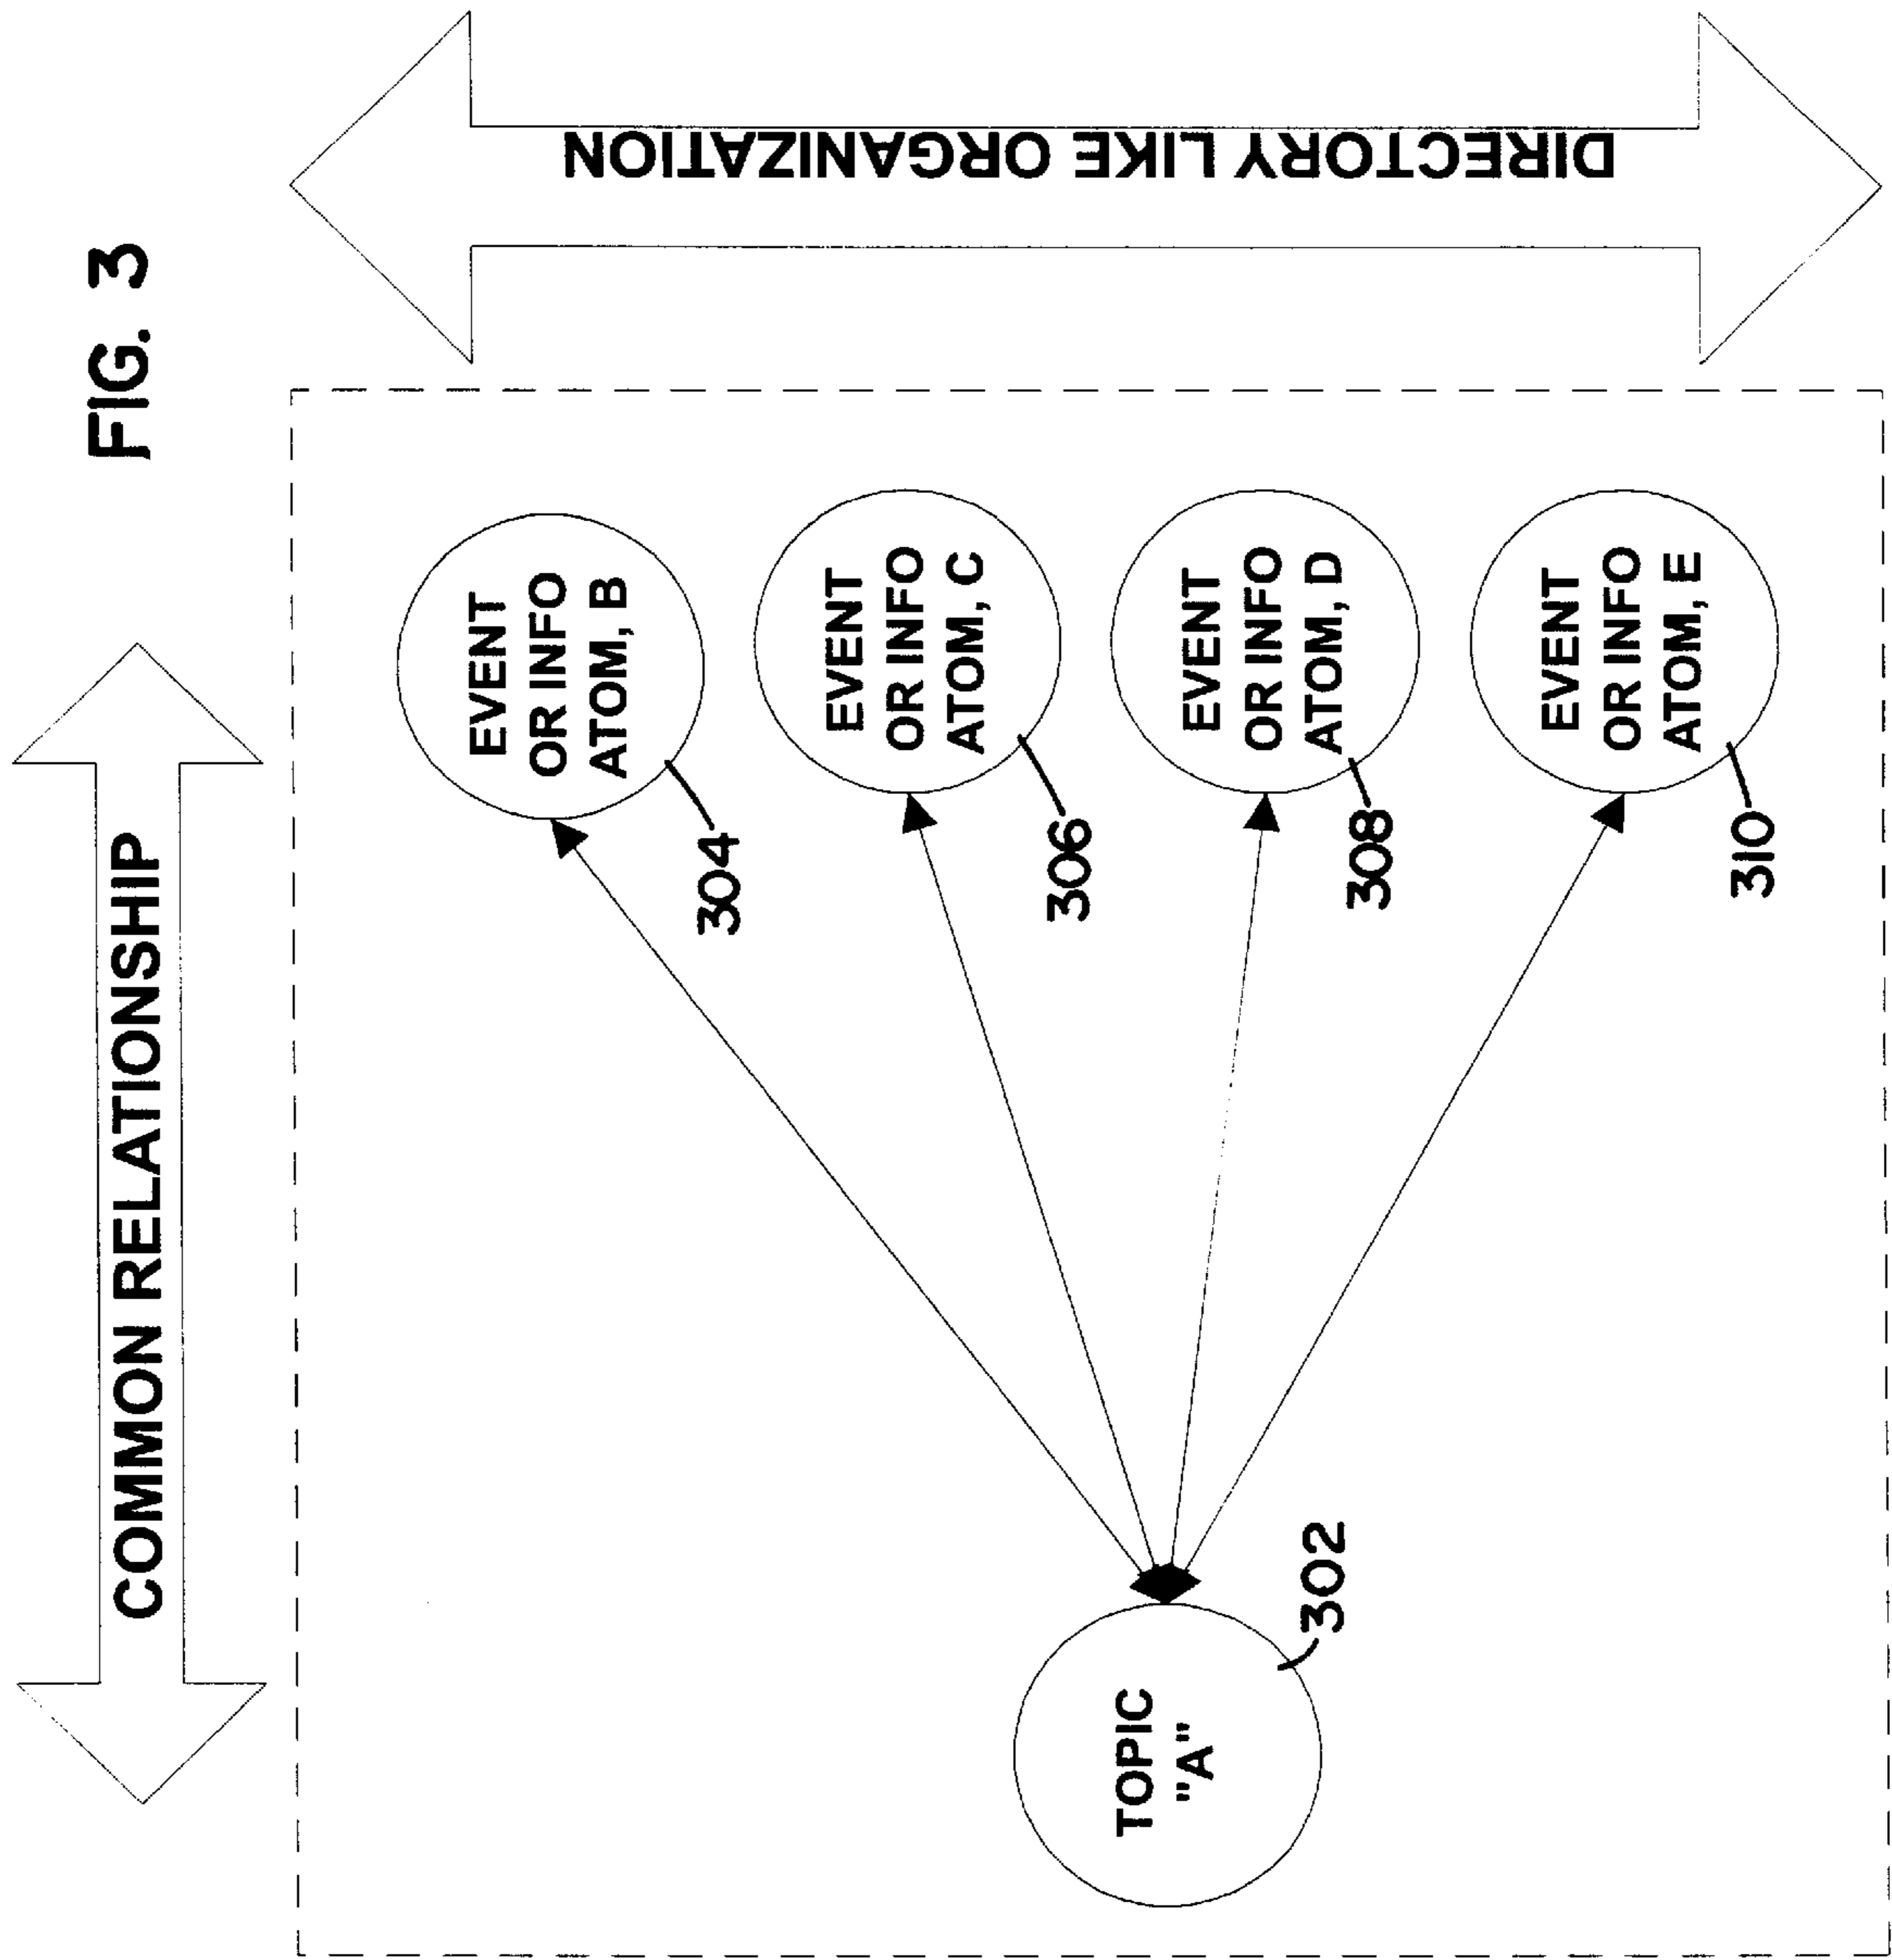 FIG. 3
COMMON RELATIONSHIP
DIRECTORY LIKE ORGANIZATION
TOPIC
"A"
302
EVENT
OR INFO
ATOM, B
304
EVENT
OR INFO
ATOM, C
306
EVENT
OR INFO
ATOM, D
308
EVENT
OR INFO
ATOM, E
310